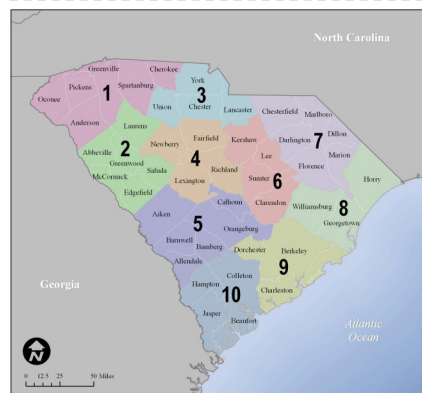 North Carolina
Cherokee
Greenville
York
Pickens
Spartanburg
Oconee
1
3
Union
Chester
Lancaster
Chesterfield
Marlboro
Anderson
Laurens
Dillon
Fairfield
Kershaw
Darlington
7
Abbeville
2
Newberry
Marion
Greenwood
4
Lee
Florence
McCormick
Saluda
Richland
6
Horry
Lexington
Sumter
Edgefield
Calhoun
Clarendon
Williamsburg
8
Aiken
Georgetown
5
Orangeburg
Barnwell
Dorchester
Berkeley
Bamberg
9
Allendale
Colleton
Hampton
Charleston
Georgia
10
Jasper
Beaufort
Atlantic
Ocean
N
0 12.5 25 50 Miles